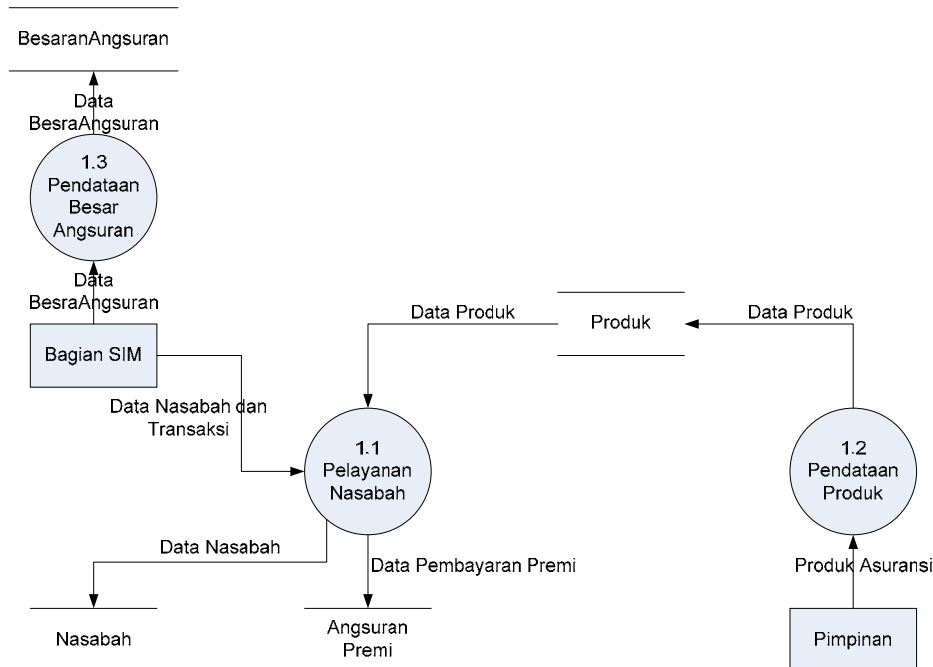 BesaranAngsuran
Data
BesraAngsuran
1.3
Pendataan
Besar
Angsuran
Data
BesraAngsuran
Bagian SIM
Data Produk
Produk
Data Produk
Data Nasabah dan
Transaksi
1.1
Pelayanan
Nasabah
1.2
Pendataan
Produk
Data Nasabah
Data Pembayaran Premi
Produk Asuransi
Nasabah
Angsuran
Premi
Pimpinan